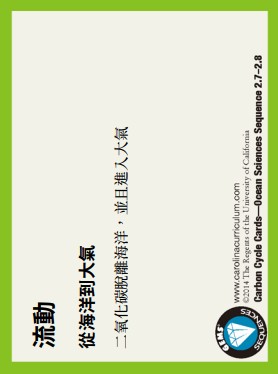 流動
從海洋到大氣
二氧化碳脫離海洋，並且進入大氣
www.carolinacurriculum.com
©2014 The Regents of the University of California
Carbon Cycle Cards—Ocean Sciences Sequence 2.7–2.8
GEMS
SEQUENCES